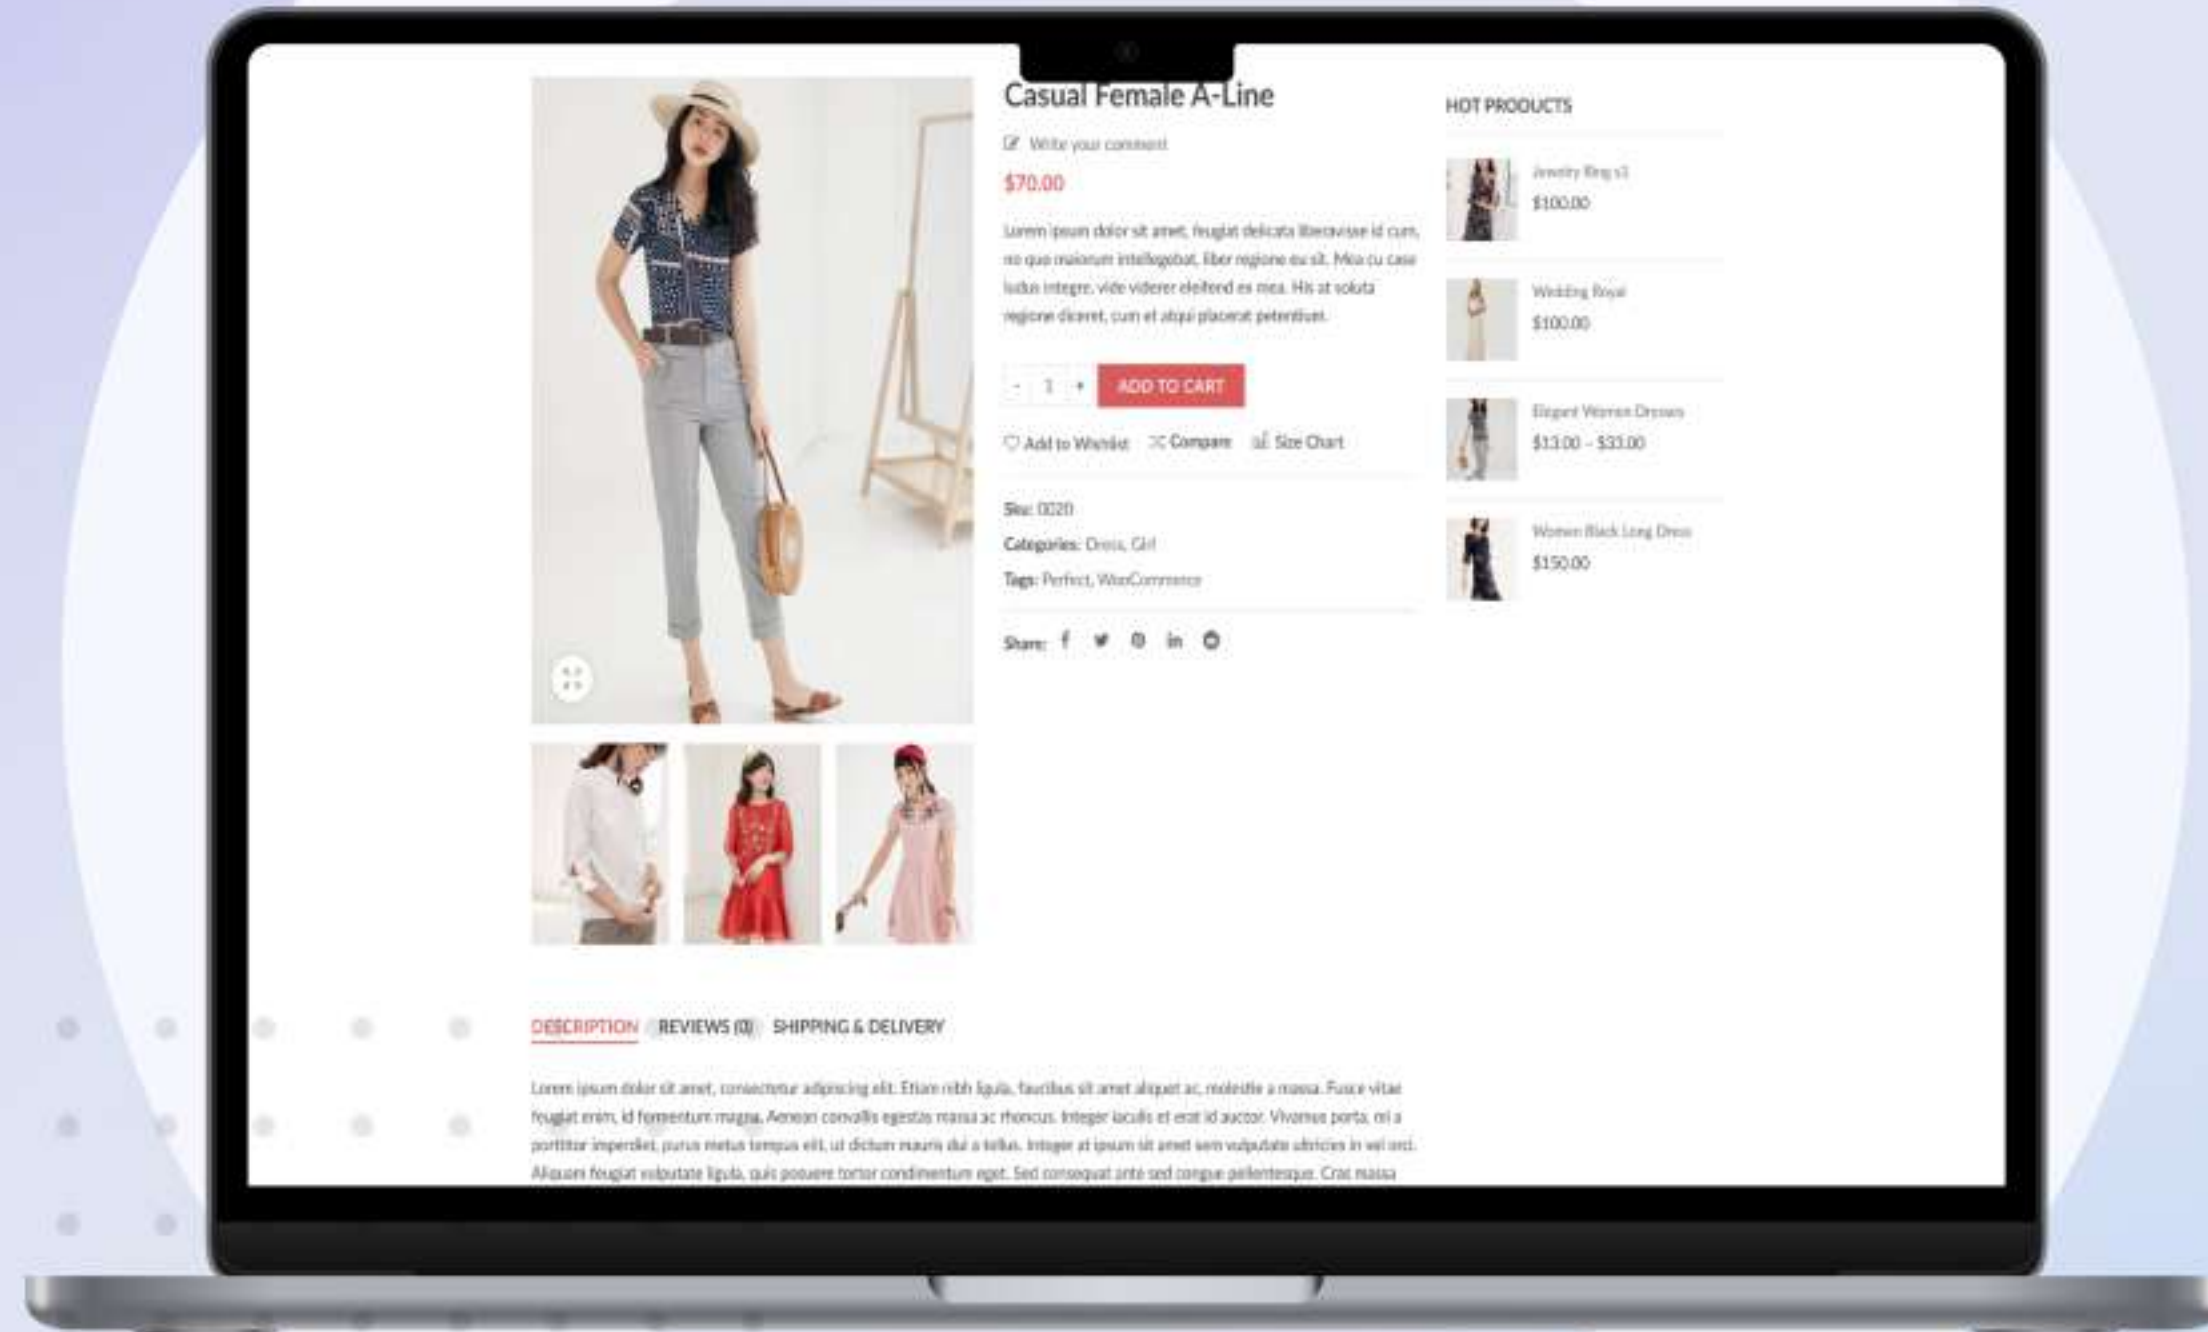 Casual Female A-Line
Write your comment
$70.00
Lorem ipsum dolor sit amet, feugiat delicata liberavisse id cum,
no quo maiorum intellegebat, liber regione eu sit. Mea cu case
ludus integre, vide viderer eleifend ex mea. His at soluta
regione diceret, cum et atqui placerat petentium.
- 1 + ADD TO CART
Add to Wishlist Compare Size Chart
Sku: 0020
Categories: Dress, Girl
Tags: Perfect, WooCommerce
Share:
HOT PRODUCTS
Jewelry Ring s3
$100.00
Wedding Royal
$100.00
Elegant Women Dresses
$13.00 – $33.00
Women Black Long Dress
$150.00
DESCRIPTION REVIEWS (0) SHIPPING & DELIVERY
Lorem ipsum dolor sit amet, consectetur adipiscing elit. Etiam nibh ligula, faucibus sit amet aliquet ac, molestie a massa. Fusce vitae
feugiat enim, id fermentum magna. Aenean convallis egestas massa ac rhoncus. Integer iaculis et erat id auctor. Vivamus porta, mi a
porttitor imperdiet, purus metus tempus elit, ut dictum mauris dui a tellus. Integer at ipsum sit amet sem vulputate ultricies in vel orci.
Aliquam feugiat vulputate ligula, quis posuere tortor condimentum eget. Sed consequat ante sed congue pellentesque. Cras massa